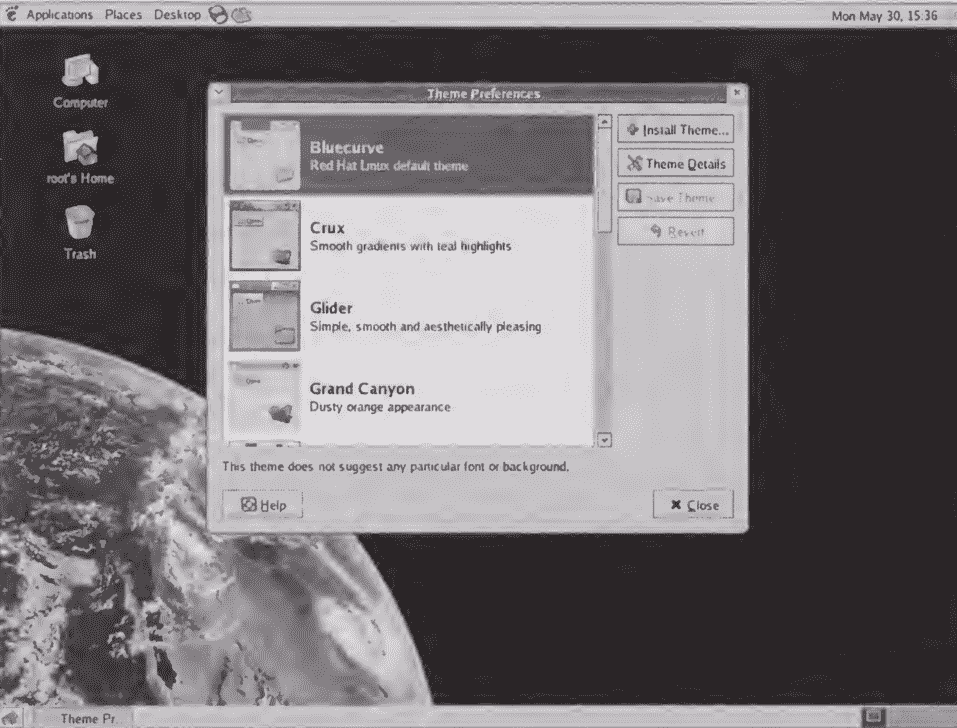 Applications Places Desktop
Mon May 30, 15:36
Computer
root's Home
Trash
Theme Preferences
Bluecurve
Red Hat Linux default theme
Crux
Smooth gradients with teal highlights
Glider
Simple, smooth and aesthetically pleasing
Grand Canyon
Dusty orange appearance
Install Theme...
Theme Details
Save Theme
Revert
This theme does not suggest any particular font or background.
Help
Close
Theme Pr